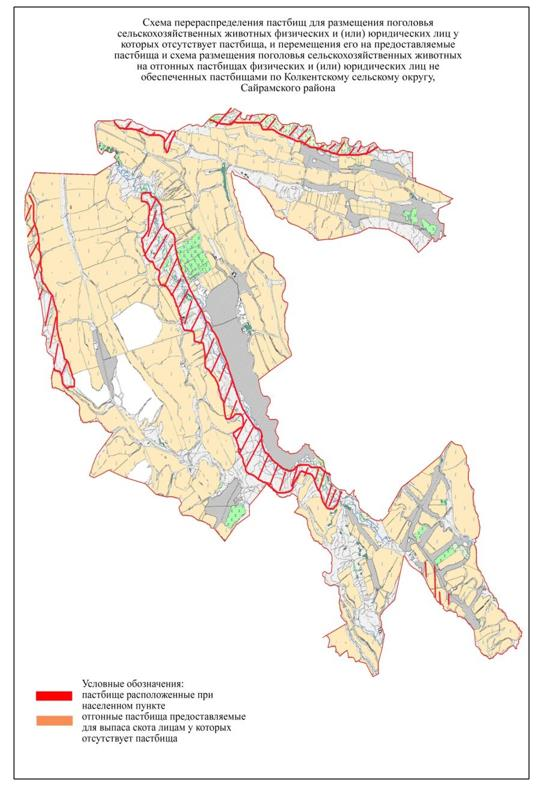 Схема перераспределения пастбищ для размещения поголовья
сельскохозяйственных животных физических и (или) юридических лиц у
которых отсутствует пастбища, и перемещения его на предоставляемые
пастбища и схема размещения поголовья сельскохозяйственных животных
на отгонных пастбищах физических и (или) юридических лиц не
обеспеченных пастбищами по Колкентскому сельскому округу,
Сайрамского района
Условные обозначения:
пастбище расположенные при
населенном пункте
отгонные пастбища предоставляемые
для выпаса скота лицам у которых
отсутствует пастбища